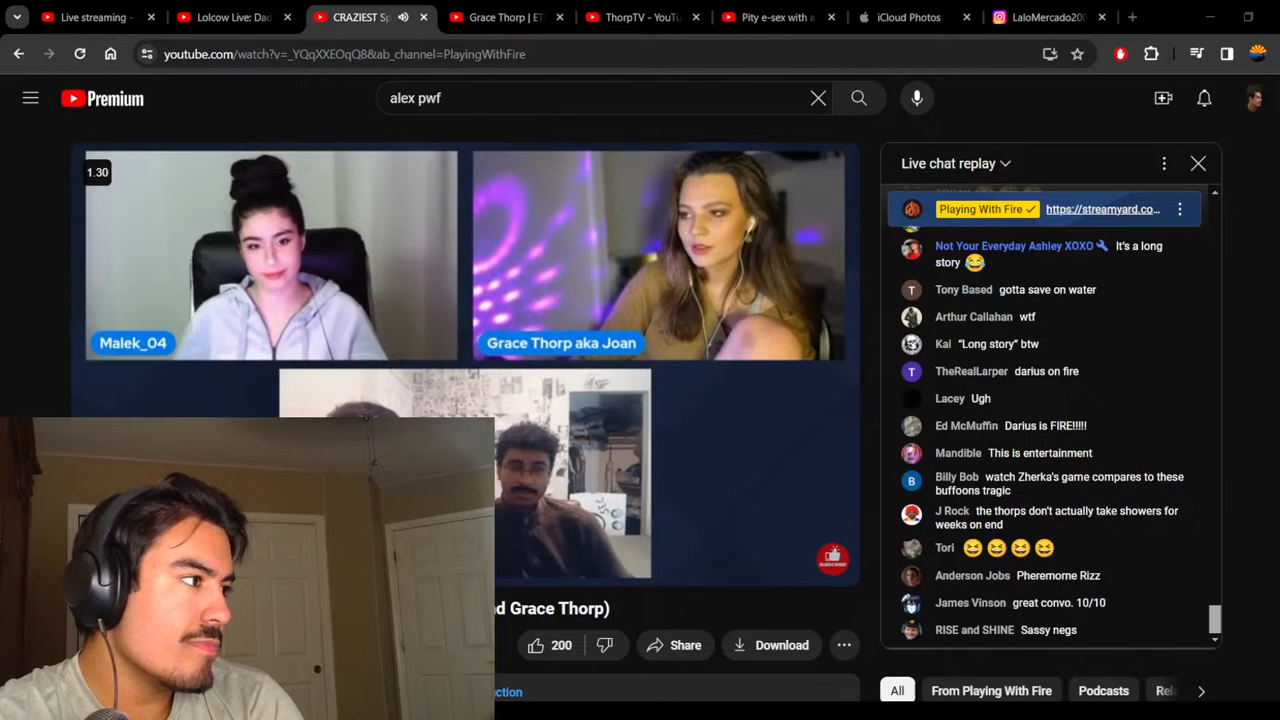 Live streaming -
Lolcow Live: Dad
CRAZIEST Sp
Grace Thorp | E
ThorpTV - YouTu
Pity e-sex with a
iCloud Photos
LaloMercado200
youtube.com/watch?v=_YQqXXEOqQ8&ab_channel=PlayingWithFire
Premium
alex pwf
1.30
Malek_04
Grace Thorp aka Joan
Live chat replay
Playing With Fire https://streamyard.co...
Not Your Everyday Ashley XOXO It's a long
story 😂
Tony Based gotta save on water
Arthur Callahan wtf
Kai “Long story” btw
TheRealLarper darius on fire
Lacey Ugh
Ed McMuffin Darius is FIRE!!!!!
Mandible This is entertainment
Billy Bob watch Zherka's game compares to these
buffoons tragic
J Rock the thorps don't actually take showers for
weeks on end
Tori 😆😆😆😆
Anderson Jobs Pheremorne Rizz
James Vinson great convo. 10/10
RISE and SHINE Sassy negs
d Grace Thorp)
200
Share
Download
ction
All
From Playing With Fire
Podcasts
Rel